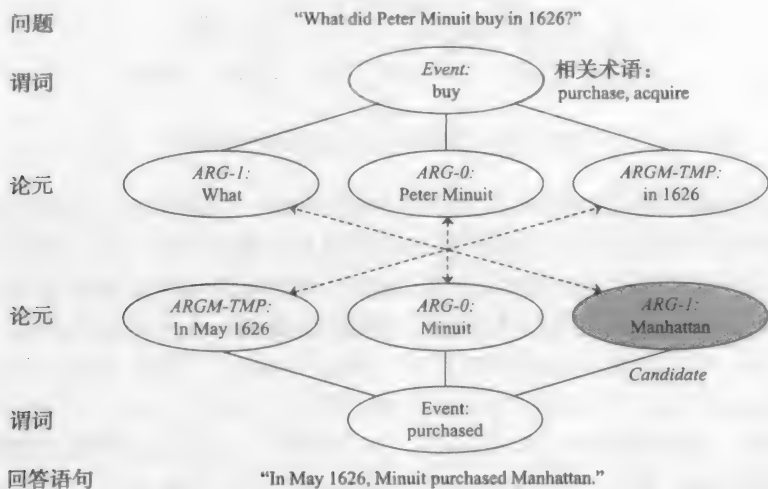 问题 “What did Peter Minuit buy in 1626?”
谓词 Event: 相关术语：
buy purchase, acquire
论元 ARG-1: ARG-0: ARGM-TMP:
What Peter Minuit in 1626
论元 ARGM-TMP: ARG-0: ARG-1:
In May 1626 Minuit Manhattan
Candidate
谓词 Event:
purchased
回答语句 “In May 1626, Minuit purchased Manhattan.”